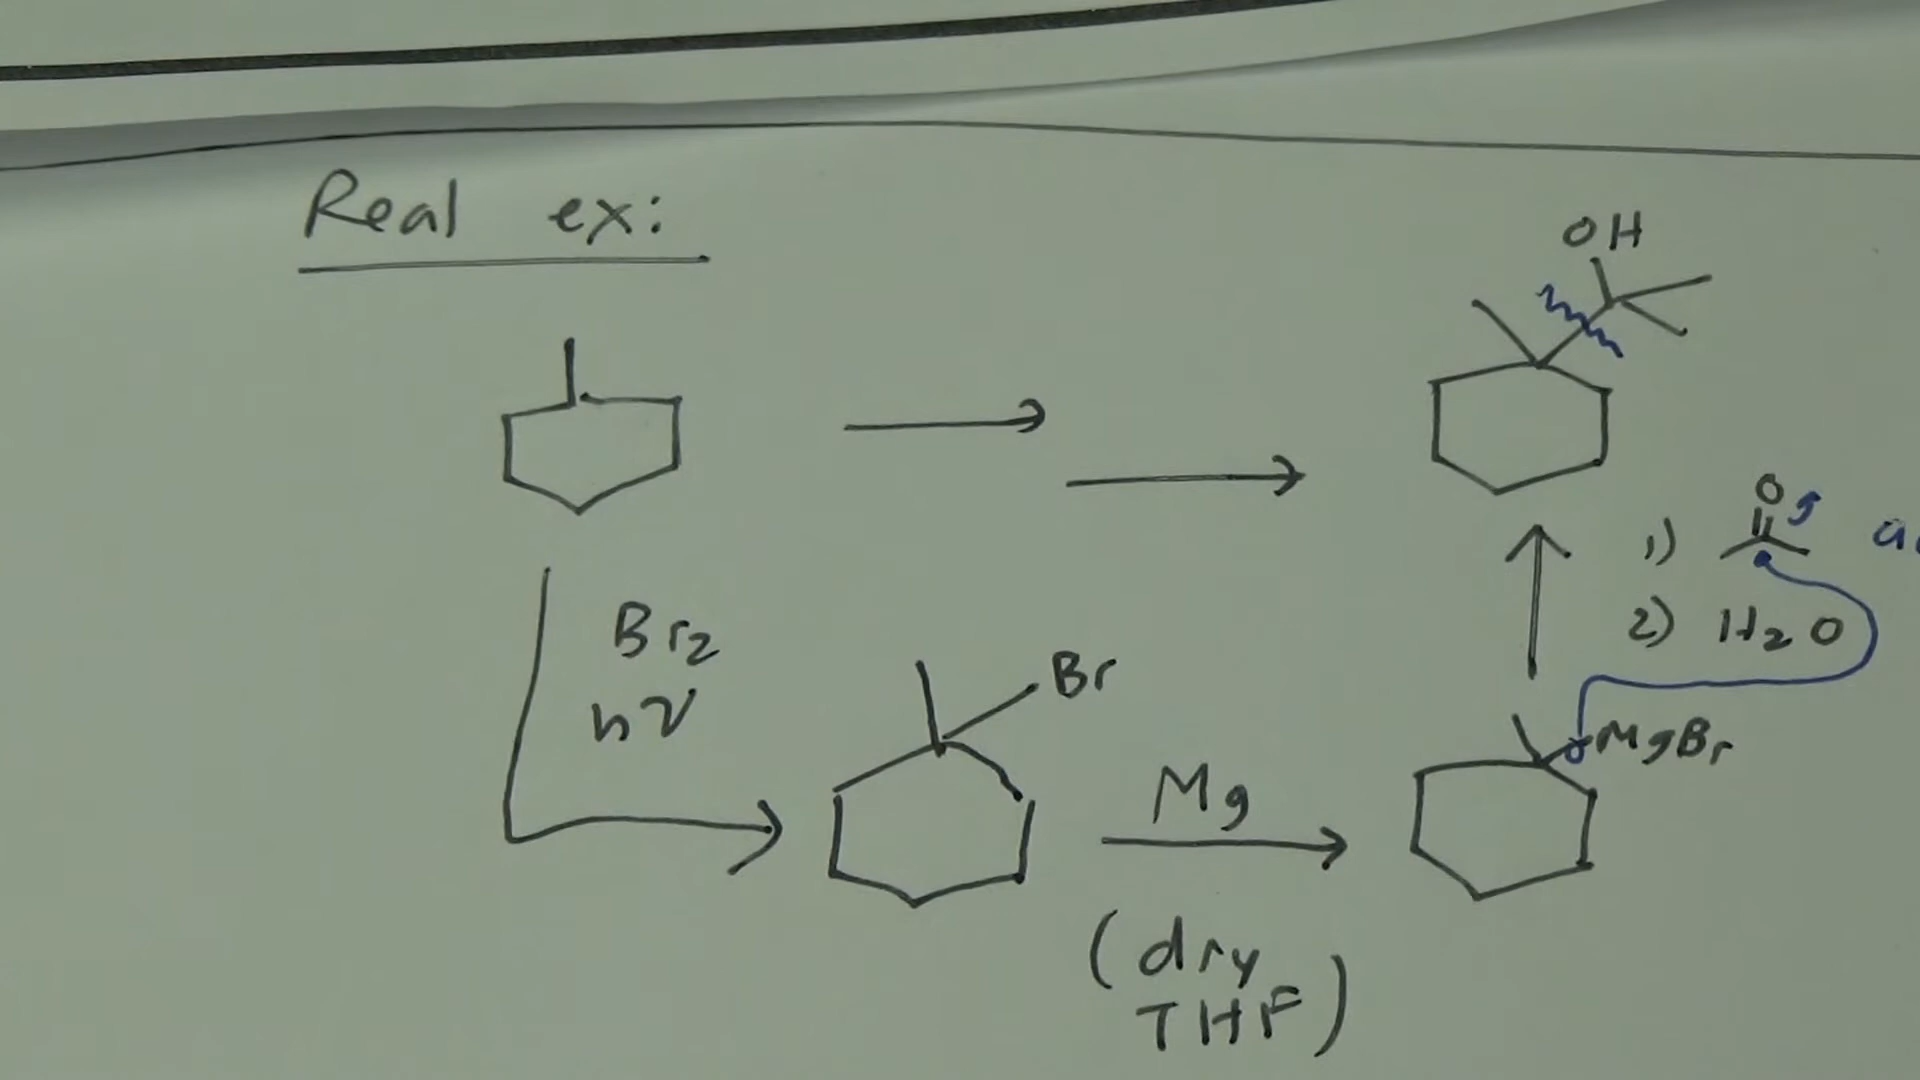 Real ex:
OH
O
1)
2) H2O
Br2
hν
Br
MgBr
Mg
(dry
THF)